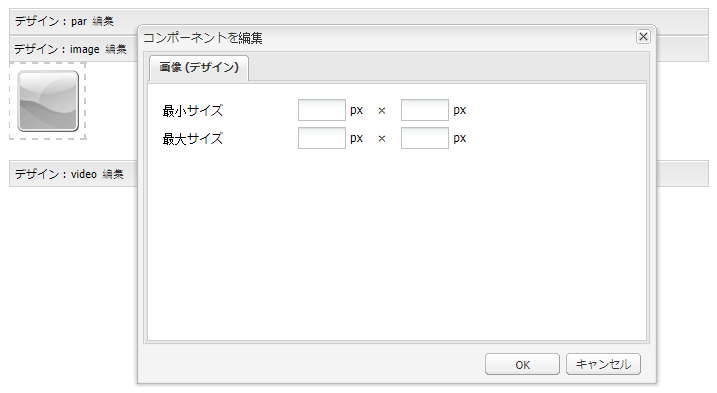 デザイン : par 編集
コンポーネントを編集
デザイン : image 編集
画像 (デザイン)
最小サイズ px × px
最大サイズ px × px
デザイン : video 編集
OK キャンセル